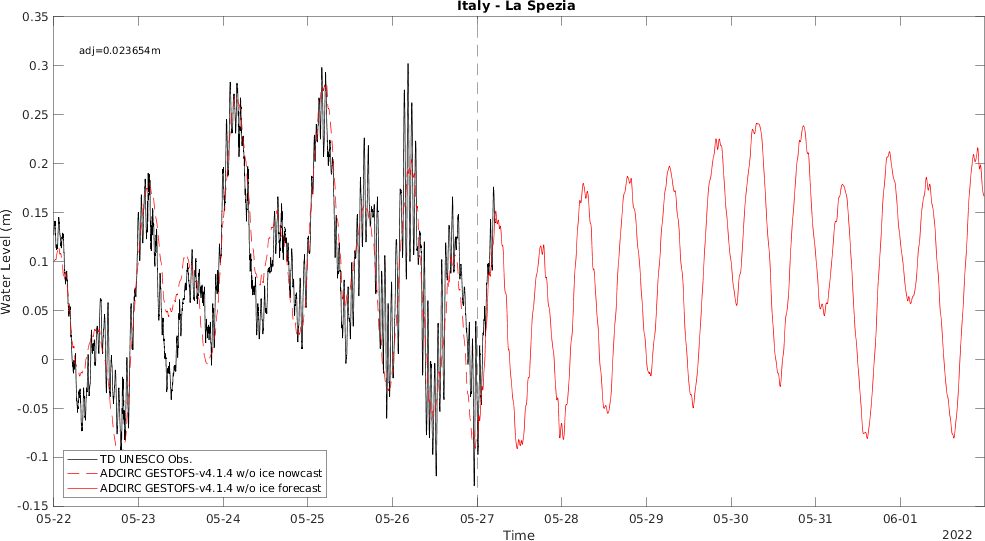 Italy - La Spezia
0.35
0.3
0.25
0.2
0.15
0.1
0.05
0
-0.05
-0.1
-0.15
Water Level (m)
adj=0.023654m
TD UNESCO Obs.
ADCIRC GESTOFS-v4.1.4 w/o ice nowcast
ADCIRC GESTOFS-v4.1.4 w/o ice forecast
05-22 05-23 05-24 05-25 05-26 05-27 05-28 05-29 05-30 05-31 06-01
Time
2022